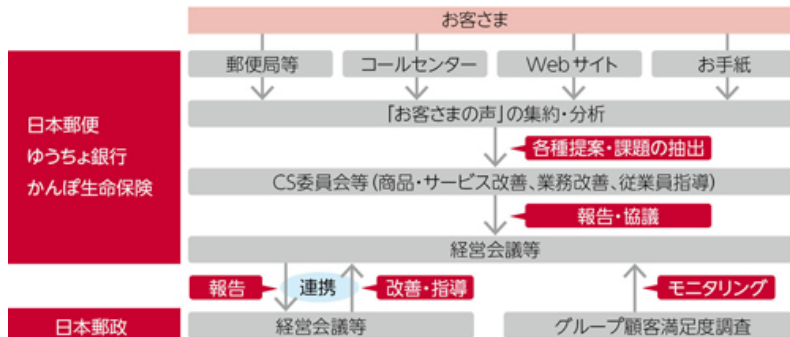 お客さま
郵便局等
コールセンター
Webサイト
お手紙
「お客さまの声」の集約・分析
日本郵便
ゆうちょ銀行
かんぽ生命保険
各種提案・課題の抽出
CS委員会等(商品・サービス改善、業務改善、従業員指導)
報告・協議
経営会議等
報告
連携
改善・指導
モニタリング
日本郵政
経営会議等
グループ顧客満足度調査